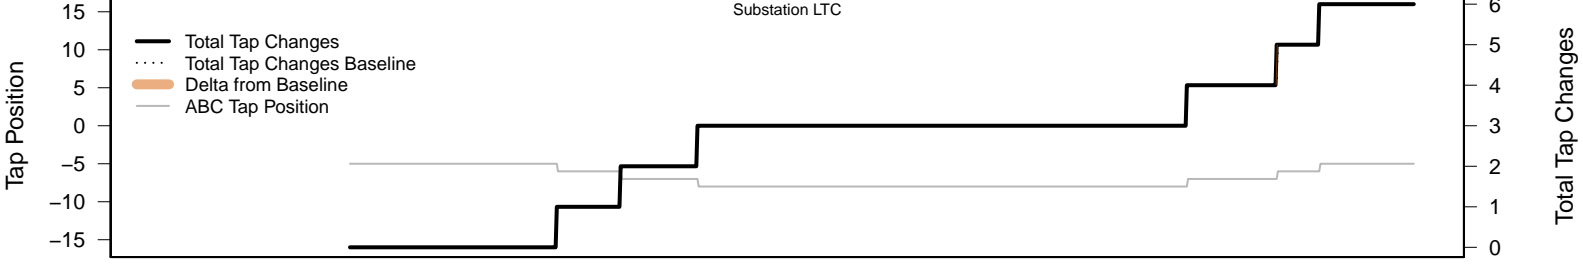 Substation LTC
Tap Position
15
10
5
0
−5
−10
−15
Total Tap Changes
Total Tap Changes Baseline
Delta from Baseline
ABC Tap Position
6
5
4
3
2
1
0
Total Tap Changes